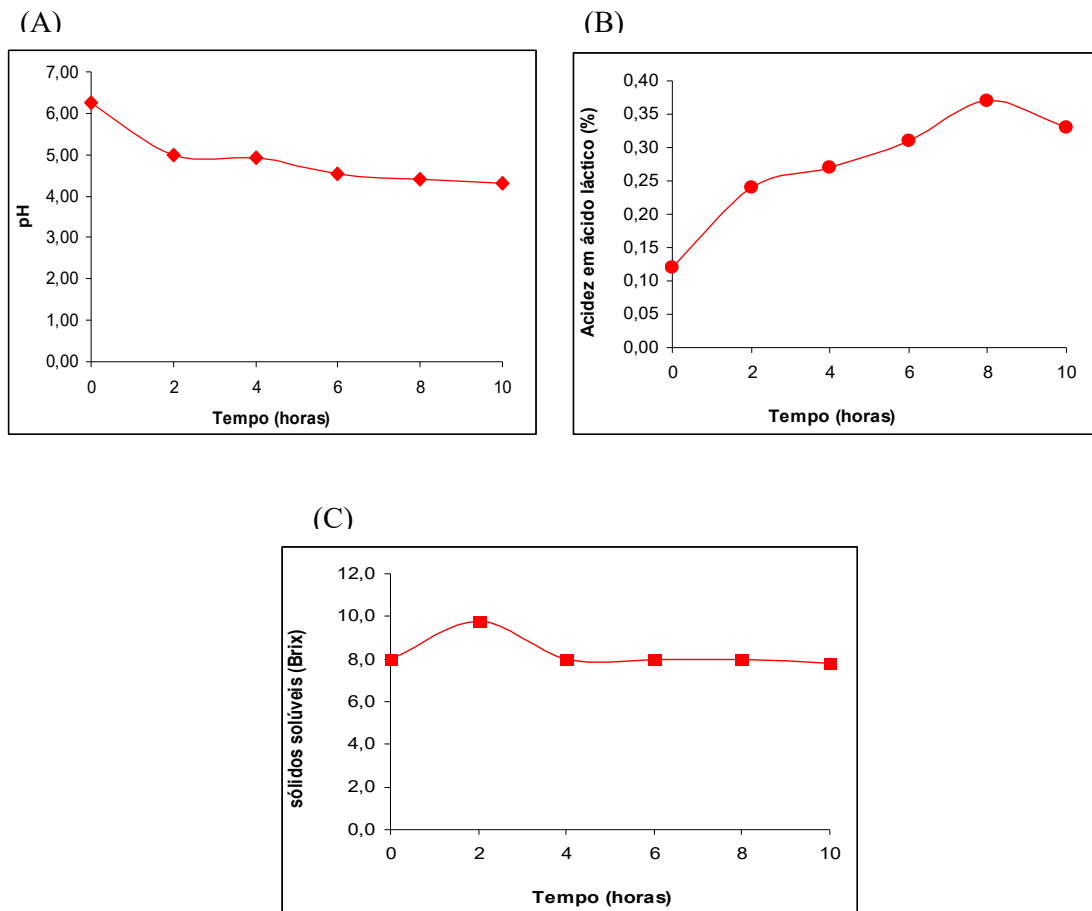 (A)
7,00
6,00
5,00
4,00
3,00
2,00
1,00
0,00
pH
0 2 4 6 8 10
Tempo (horas)
(B)
0,40
0,35
0,30
0,25
0,20
0,15
0,10
0,05
0,00
Acidez em ácido láctico (%)
0 2 4 6 8 10
Tempo (horas)
(C)
12,0
10,0
8,0
6,0
4,0
2,0
0,0
sólidos solúveis (Brix)
0 2 4 6 8 10
Tempo (horas)